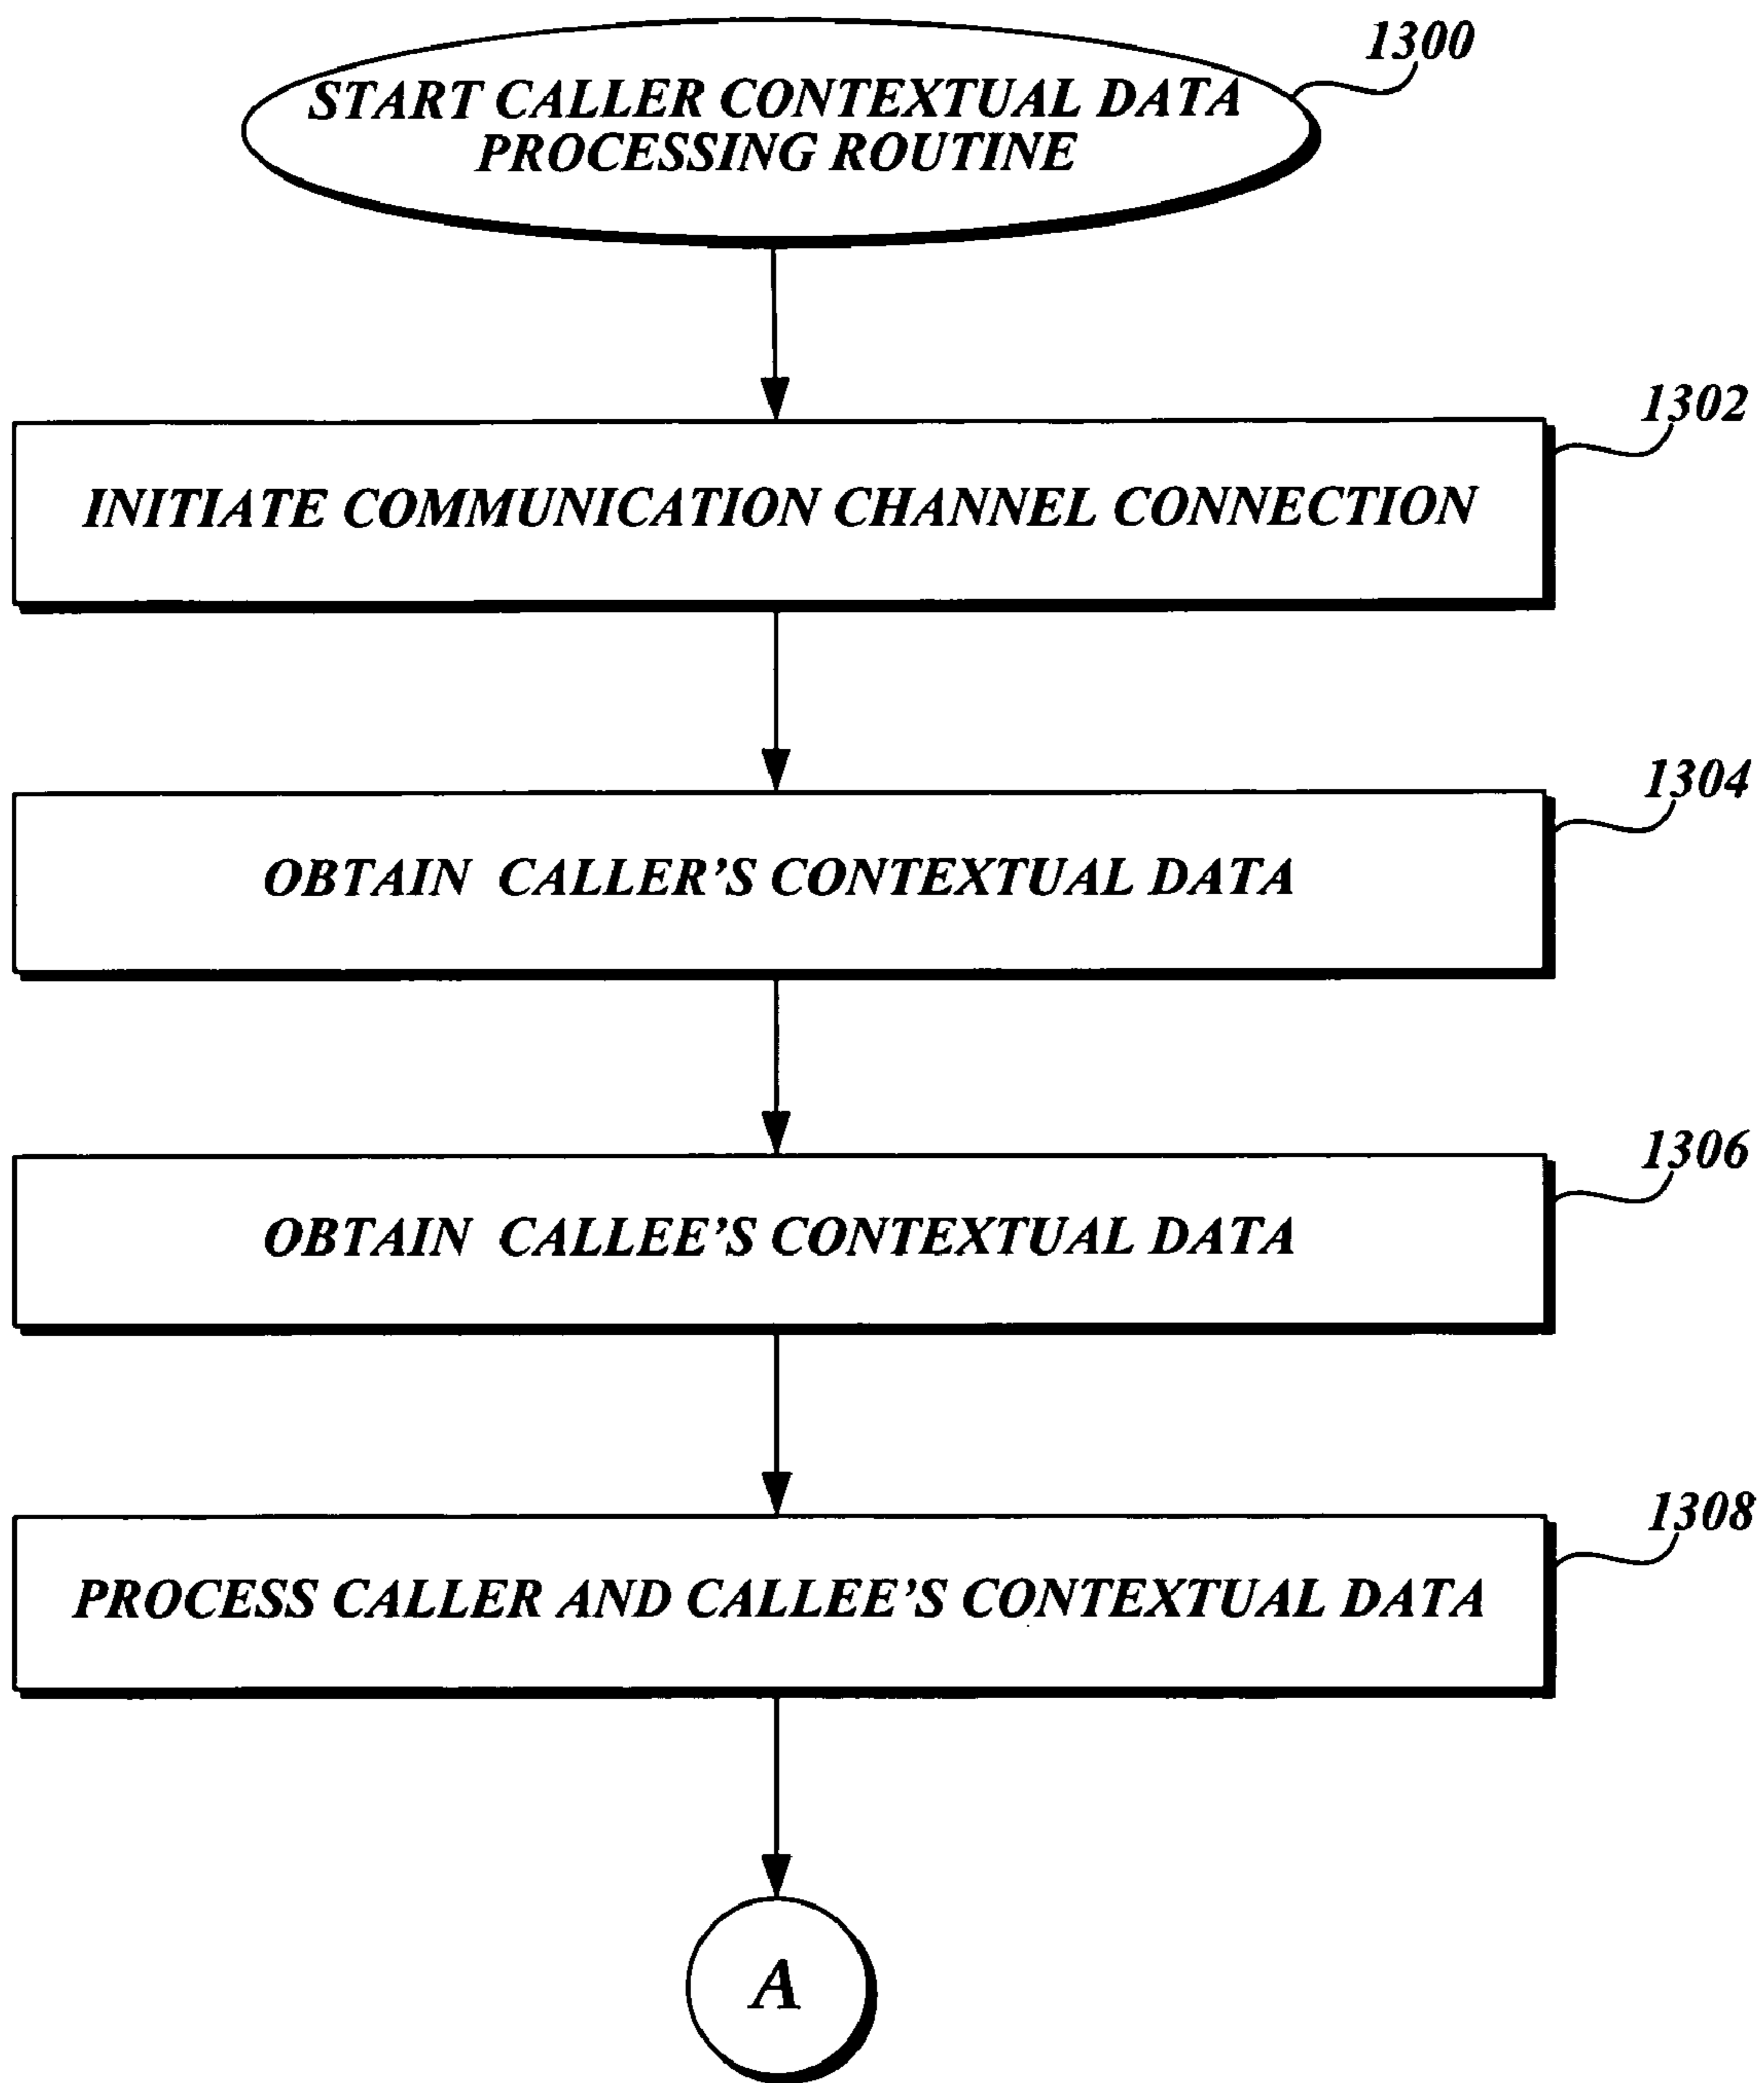 1300
START CALLER CONTEXTUAL DATA
PROCESSING ROUTINE
1302
INITIATE COMMUNICATION CHANNEL CONNECTION
1304
OBTAIN CALLER'S CONTEXTUAL DATA
1306
OBTAIN CALLEE'S CONTEXTUAL DATA
1308
PROCESS CALLER AND CALLEE'S CONTEXTUAL DATA
A